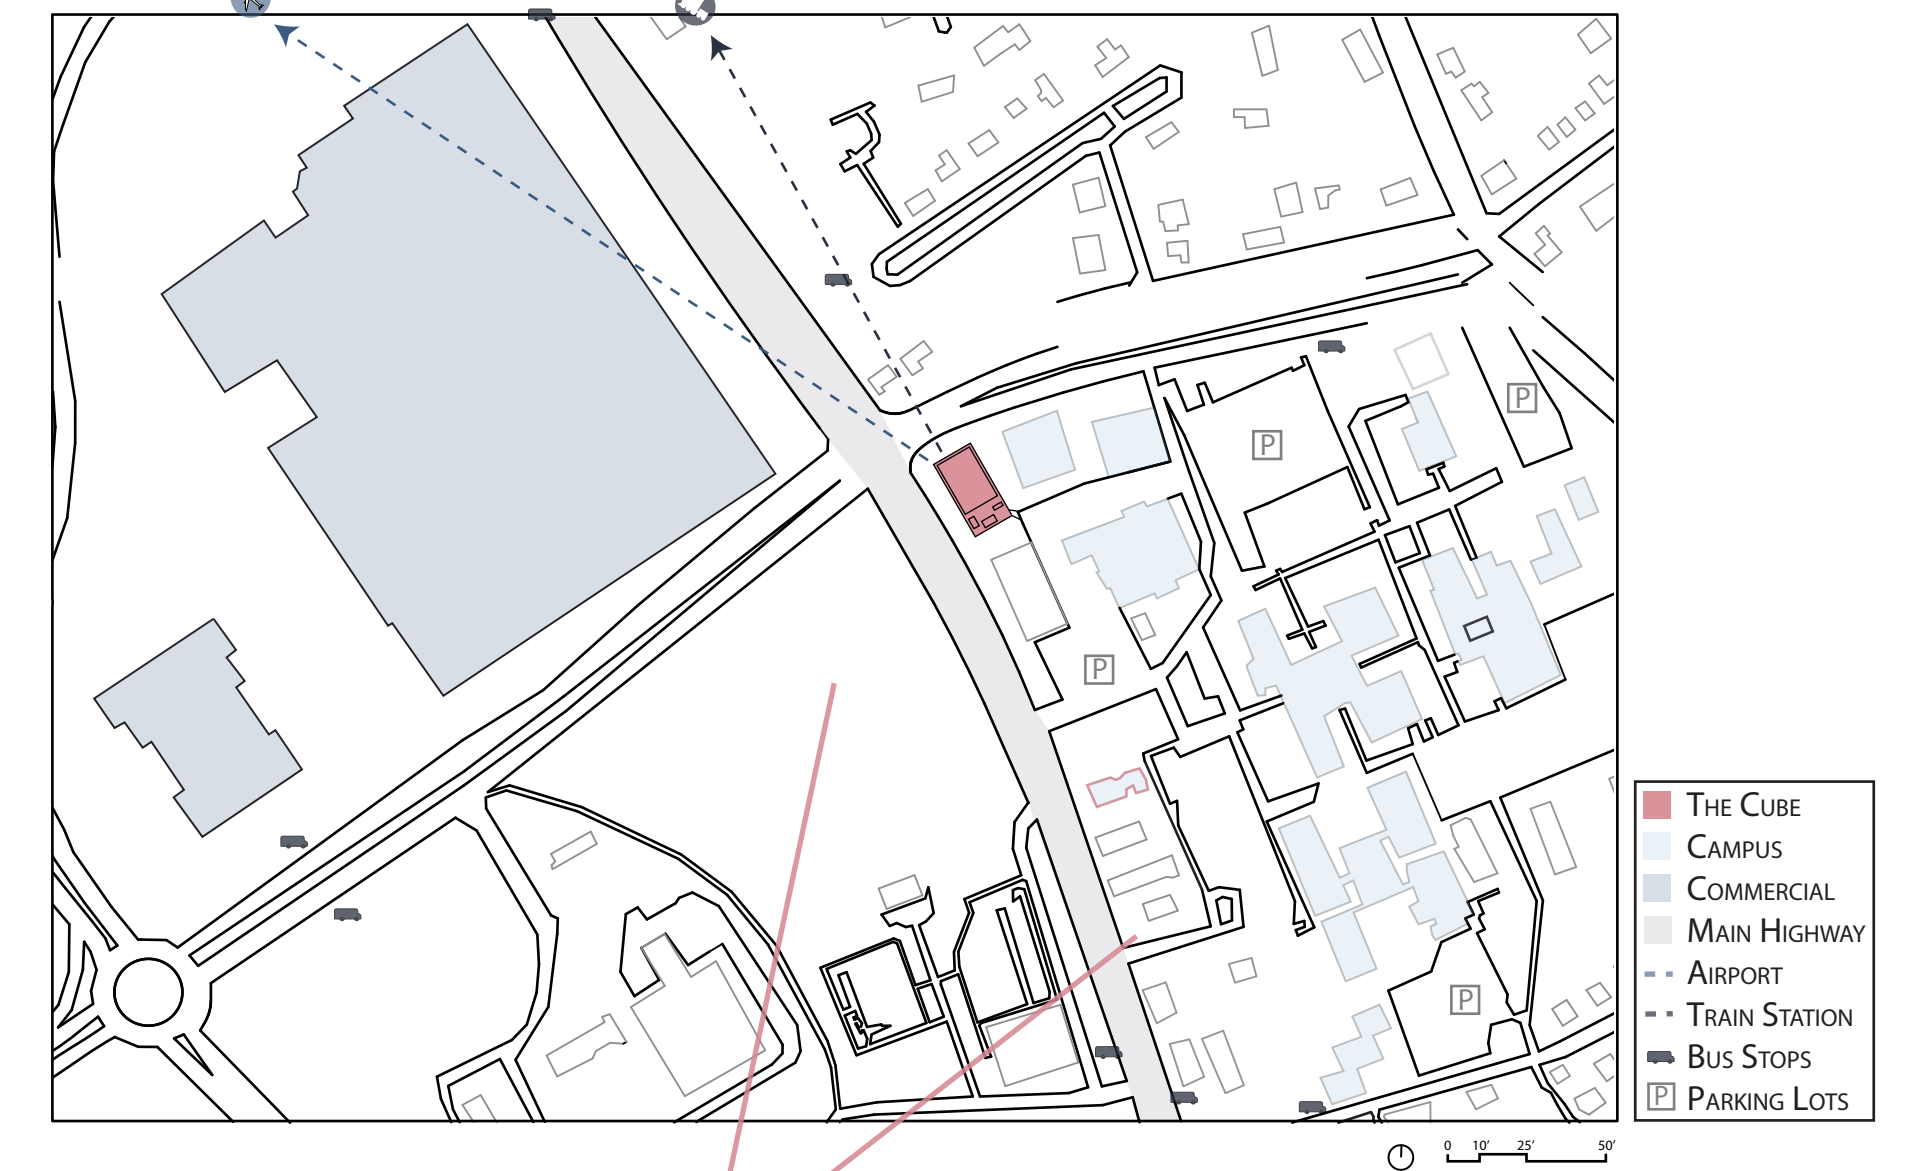 P
P
P
P
THE CUBE
CAMPUS
COMMERCIAL
MAIN HIGHWAY
AIRPORT
TRAIN STATION
BUS STOPS
P PARKING LOTS
0 10' 25' 50'